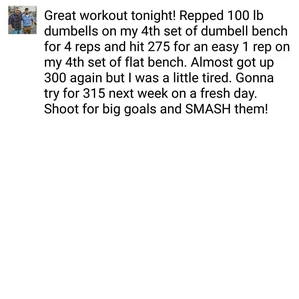 Great workout tonight! Repped 100 lb
dumbells on my 4th set of dumbell bench
for 4 reps and hit 275 for an easy 1 rep on
my 4th set of flat bench. Almost got up
300 again but I was a little tired. Gonna
try for 315 next week on a fresh day.
Shoot for big goals and SMASH them!